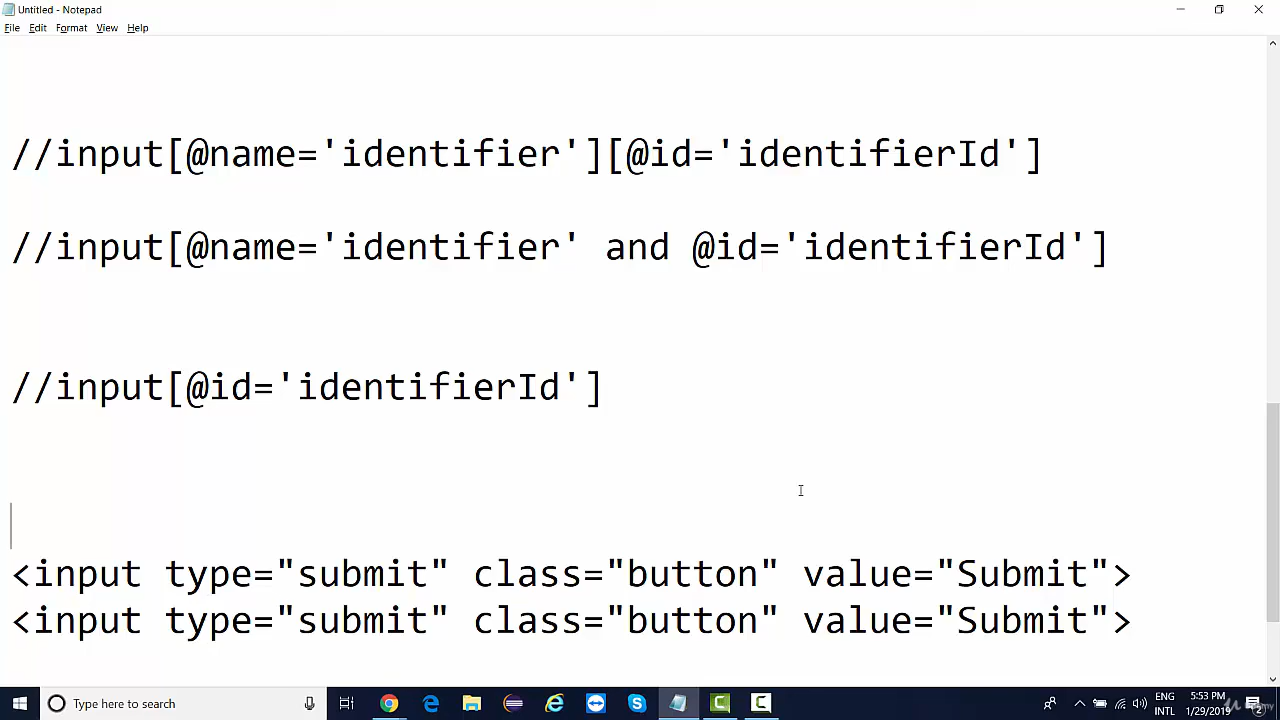 Untitled - Notepad
File Edit Format View Help
//input[@name='identifier'][@id='identifierId']
//input[@name='identifier' and @id='identifierId']
//input[@id='identifierId']
<input type="submit" class="button" value="Submit">
<input type="submit" class="button" value="Submit">
Type here to search
ENG
INTL
5:53 PM
1/29/2019